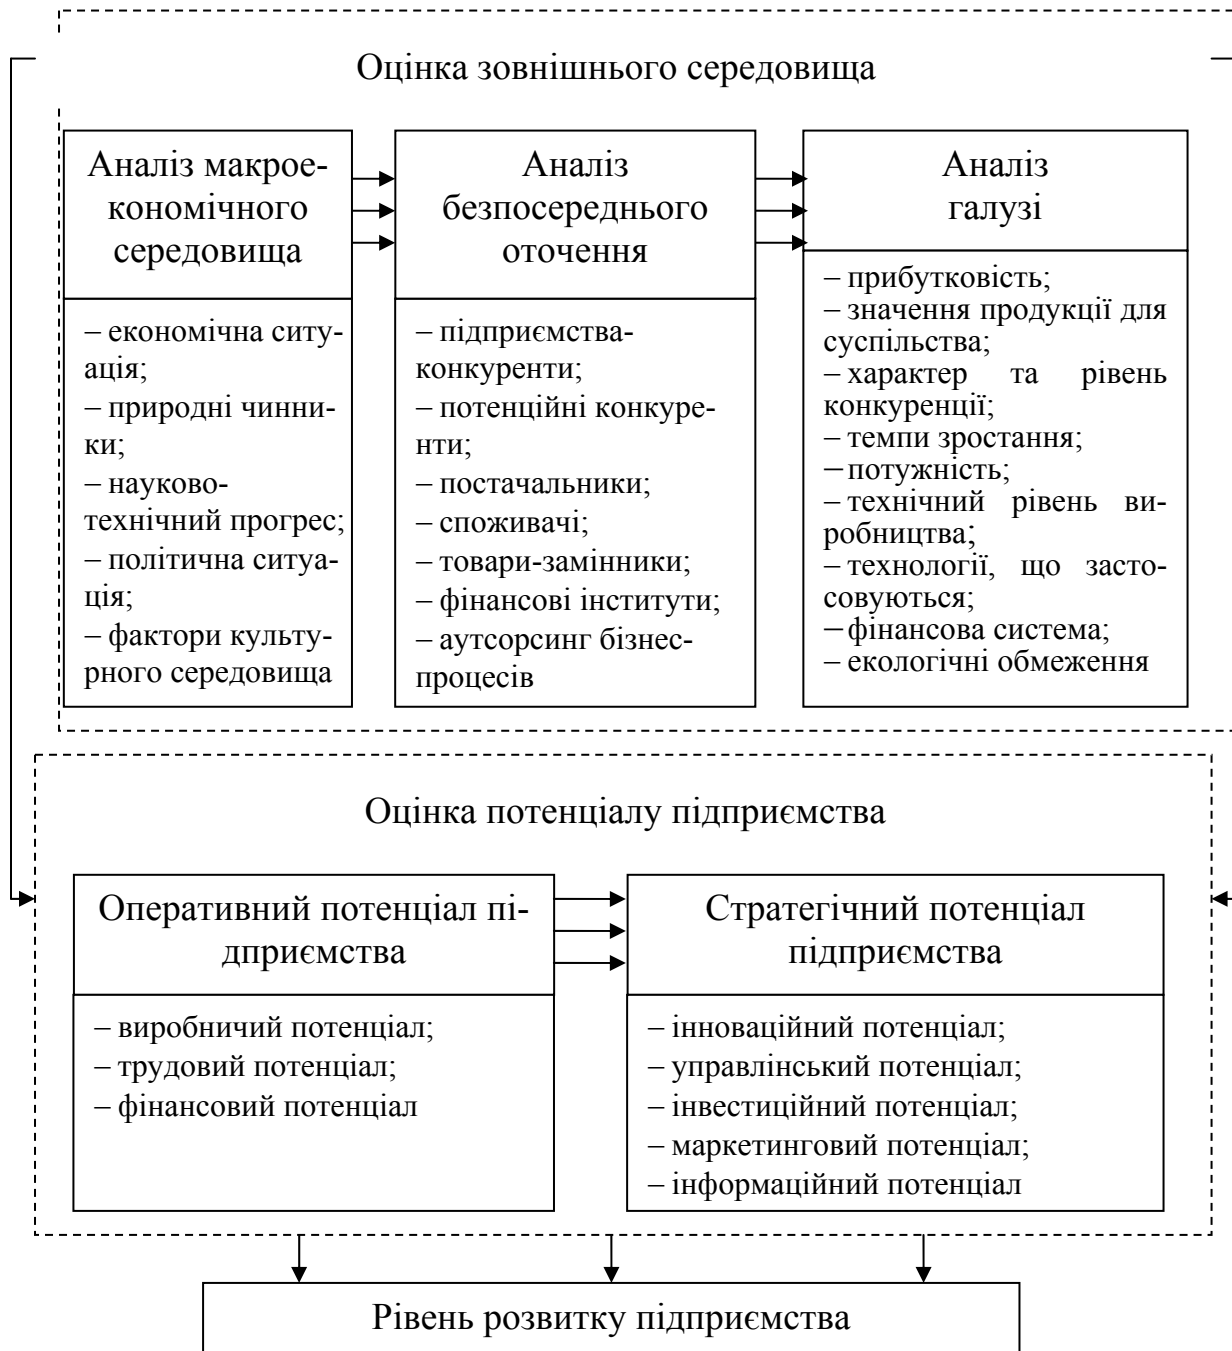 Оцінка зовнішнього середовища
Аналіз макрое-
кономічного
середовища
– економічна ситу-
ація;
– природні чинни-
ки;
– науково-
технічний прогрес;
– політична ситуа-
ція;
– фактори культу-
рного середовища
Аналіз
безпосереднього
оточення
– підприємства-
конкуренти;
– потенційні конкуре-
нти;
– постачальники;
– споживачі;
– товари-замінники;
– фінансові інститути;
– аутсорсинг бізнес-
процесів
Аналіз
галузі
– прибутковість;
– значення продукції для
суспільства;
– характер та рівень
конкуренції;
– темпи зростання;
– потужність;
– технічний рівень ви-
робництва;
– технології, що засто-
совуються;
– фінансова система;
– екологічні обмеження
Оцінка потенціалу підприємства
Оперативний потенціал пі-
дприємства
– виробничий потенціал;
– трудовий потенціал;
– фінансовий потенціал
Стратегічний потенціал
підприємства
– інноваційний потенціал;
– управлінський потенціал;
– інвестиційний потенціал;
– маркетинговий потенціал;
– інформаційний потенціал
Рівень розвитку підприємства